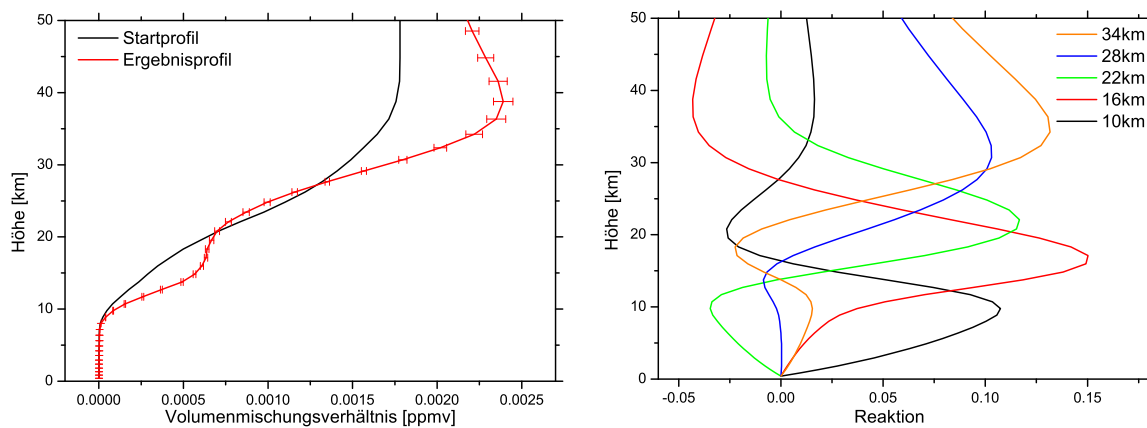 50
40
30
20
10
0
Höhe [km]
Startprofil
Ergebnisprofil
0.0000 0.0005 0.0010 0.0015 0.0020 0.0025
Volumenmischungsverhältnis [ppmv]
50
40
30
20
10
0
Höhe [km]
34km
28km
22km
16km
10km
-0.05 0.00 0.05 0.10 0.15
Reaktion